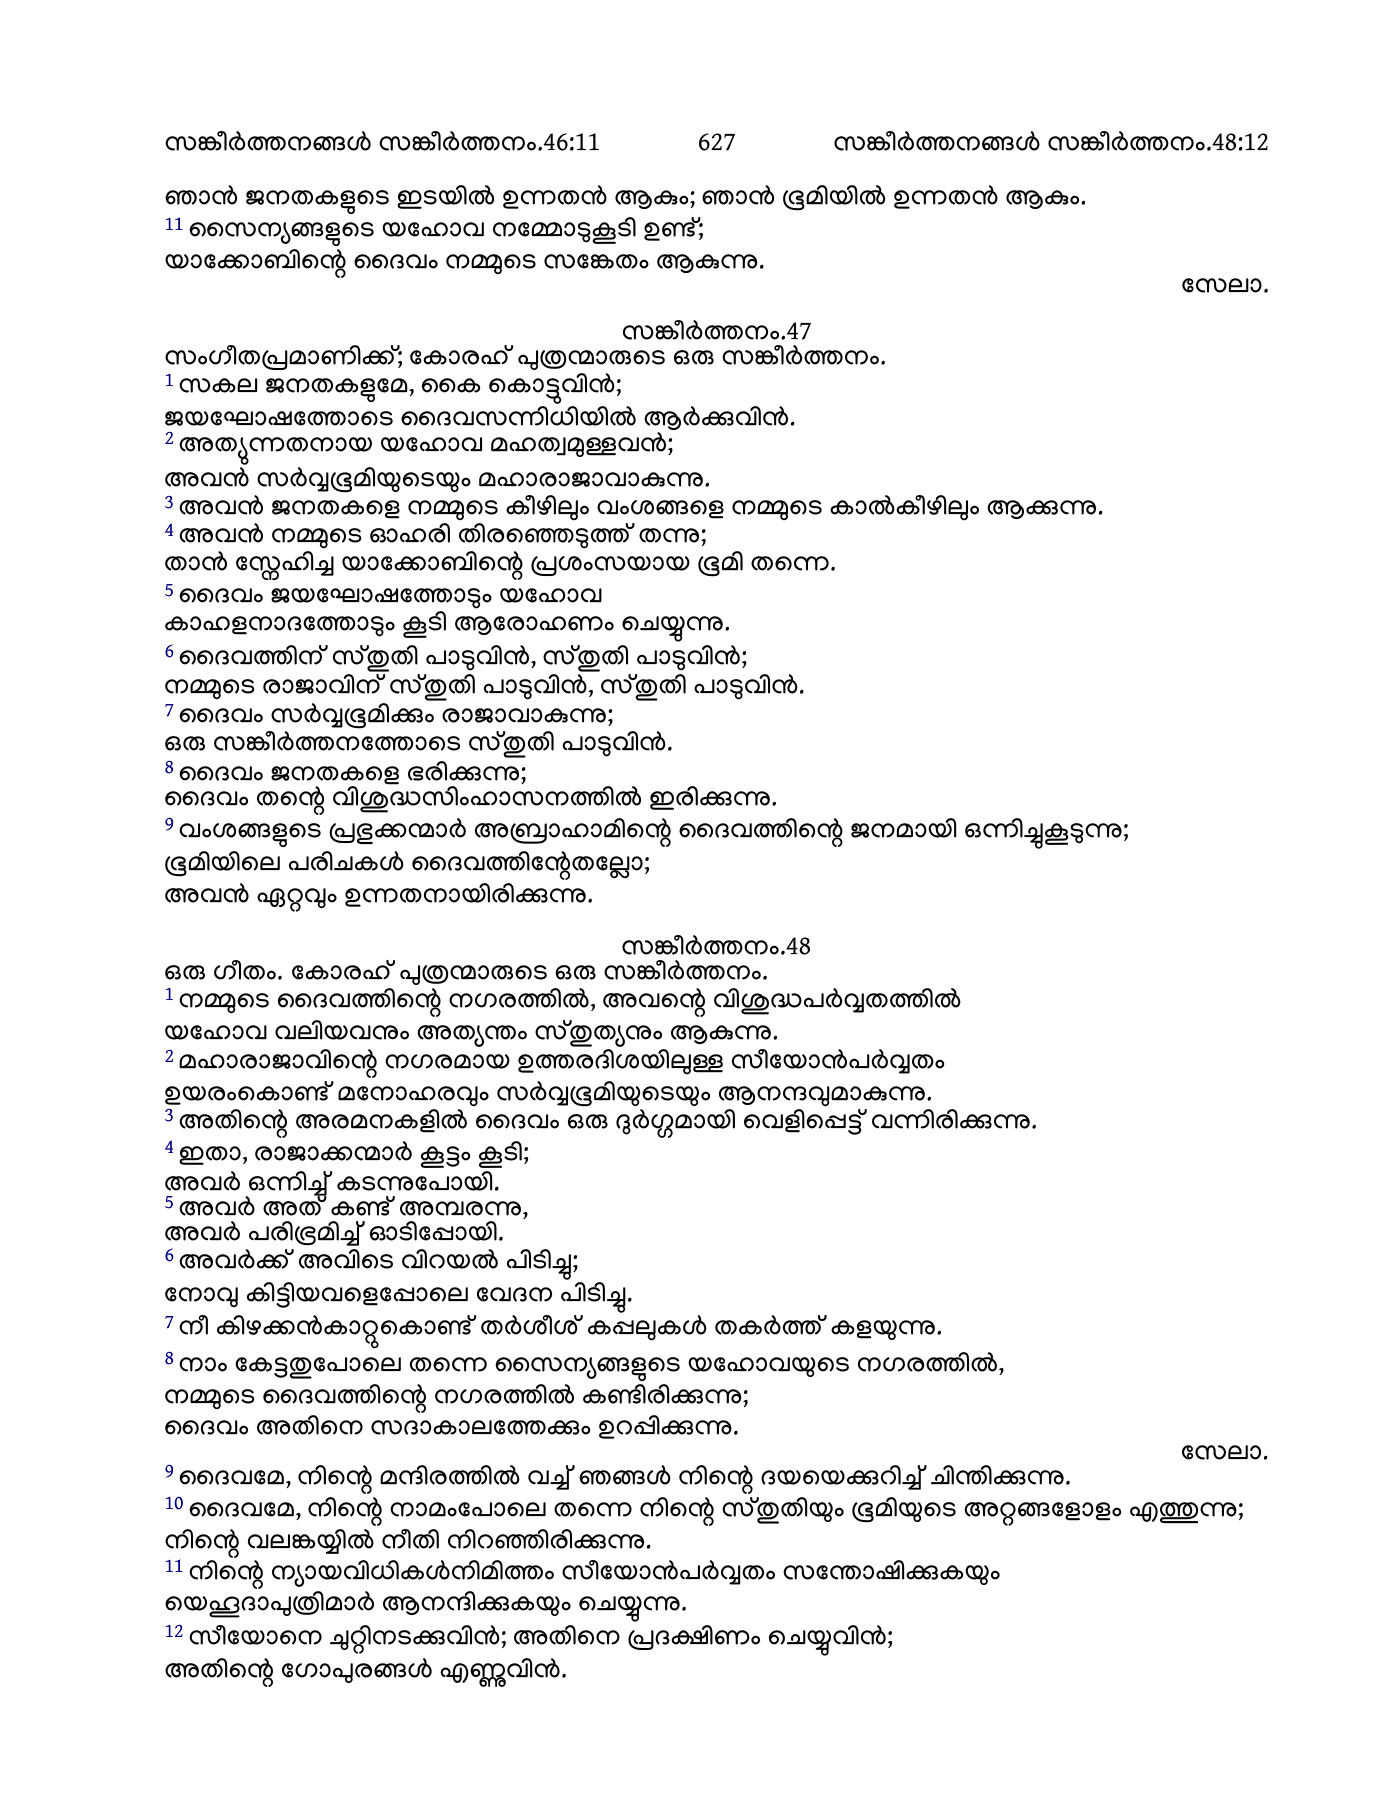 സങ്കീർത്തനങ്ങൾ സങ്കീർത്തനം.46:11 627 സങ്കീർത്തനങ്ങൾ സങ്കീർത്തനം.48:12
ഞാൻ ജനതകളുടെ ഇടയിൽ ഉന്നതൻ ആകും; ഞാൻ ഭൂമിയിൽ ഉന്നതൻ ആകും.
11 സൈന്യങ്ങളുടെ യഹോവ നമ്മോടുകൂടി ഉണ്ട്;
യാക്കോബിന്റെ ദൈവം നമ്മുടെ സങ്കേതം ആകുന്നു.
സേലാ.
സങ്കീർത്തനം.47
സംഗീതപ്രമാണിക്ക്; കോരഹ് പുത്രന്മാരുടെ ഒരു സങ്കീർത്തനം.
1 സകല ജനതകളുമേ, കൈ കൊട്ടുവിൻ;
ജയഘോഷത്തോടെ ദൈവസന്നിധിയിൽ ആർക്കുവിൻ.
2 അത്യുന്നതനായ യഹോവ മഹത്വമുള്ളവൻ;
അവൻ സർവ്വഭൂമിയുടെയും മഹാരാജാവാകുന്നു.
3 അവൻ ജനതകളെ നമ്മുടെ കീഴിലും വംശങ്ങളെ നമ്മുടെ കാൽകീഴിലും ആക്കുന്നു.
4 അവൻ നമ്മുടെ ഓഹരി തിരഞ്ഞെടുത്ത് തന്നു;
താൻ സ്നേഹിച്ച യാക്കോബിന്റെ പ്രശംസയായ ഭൂമി തന്നെ.
5 ദൈവം ജയഘോഷത്തോടും യഹോവ
കാഹളനാദത്തോടും കൂടി ആരോഹണം ചെയ്യുന്നു.
6 ദൈവത്തിന് സ്തുതി പാടുവിൻ, സ്തുതി പാടുവിൻ;
നമ്മുടെ രാജാവിന് സ്തുതി പാടുവിൻ, സ്തുതി പാടുവിൻ.
7 ദൈവം സർവ്വഭൂമിക്കും രാജാവാകുന്നു;
ഒരു സങ്കീർത്തനത്തോടെ സ്തുതി പാടുവിൻ.
8 ദൈവം ജനതകളെ ഭരിക്കുന്നു;
ദൈവം തന്റെ വിശുദ്ധസിംഹാസനത്തിൽ ഇരിക്കുന്നു.
9 വംശങ്ങളുടെ പ്രഭുക്കന്മാർ അബ്രാഹാമിന്റെ ദൈവത്തിന്റെ ജനമായി ഒന്നിച്ചുകൂടുന്നു;
ഭൂമിയിലെ പരിചകൾ ദൈവത്തിന്റേതല്ലോ;
അവൻ ഏറ്റവും ഉന്നതനായിരിക്കുന്നു.
സങ്കീർത്തനം.48
ഒരു ഗീതം. കോരഹ് പുത്രന്മാരുടെ ഒരു സങ്കീർത്തനം.
1 നമ്മുടെ ദൈവത്തിന്റെ നഗരത്തിൽ, അവന്റെ വിശുദ്ധപർവ്വതത്തിൽ
യഹോവ വലിയവനും അത്യന്തം സ്തുത്യനും ആകുന്നു.
2 മഹാരാജാവിന്റെ നഗരമായ ഉത്തരദിശയിലുള്ള സീയോൻപർവ്വതം
ഉയരംകൊണ്ട് മനോഹരവും സർവ്വഭൂമിയുടെയും ആനന്ദവുമാകുന്നു.
3 അതിന്റെ അരമനകളിൽ ദൈവം ഒരു ദുർഗ്ഗമായി വെളിപ്പെട്ട് വന്നിരിക്കുന്നു.
4 ഇതാ, രാജാക്കന്മാർ കൂട്ടം കൂടി;
അവർ ഒന്നിച്ച് കടന്നുപോയി.
5 അവർ അത് കണ്ട് അമ്പരന്നു,
അവർ പരിഭ്രമിച്ച് ഓടിപ്പോയി.
6 അവർക്ക് അവിടെ വിറയൽ പിടിച്ചു;
നോവു കിട്ടിയവളെപ്പോലെ വേദന പിടിച്ചു.
7 നീ കിഴക്കൻകാറ്റുകൊണ്ട് തർശീശ് കപ്പലുകൾ തകർത്ത് കളയുന്നു.
8 നാം കേട്ടതുപോലെ തന്നെ സൈന്യങ്ങളുടെ യഹോവയുടെ നഗരത്തിൽ,
നമ്മുടെ ദൈവത്തിന്റെ നഗരത്തിൽ കണ്ടിരിക്കുന്നു;
ദൈവം അതിനെ സദാകാലത്തേക്കും ഉറപ്പിക്കുന്നു.
സേലാ.
9 ദൈവമേ, നിന്റെ മന്ദിരത്തിൽ വച്ച് ഞങ്ങൾ നിന്റെ ദയയെക്കുറിച്ച് ചിന്തിക്കുന്നു.
10 ദൈവമേ, നിന്റെ നാമംപോലെ തന്നെ നിന്റെ സ്തുതിയും ഭൂമിയുടെ അറ്റങ്ങളോളം എത്തുന്നു;
നിന്റെ വലങ്കയ്യിൽ നീതി നിറഞ്ഞിരിക്കുന്നു.
11 നിന്റെ ന്യായവിധികൾനിമിത്തം സീയോൻപർവ്വതം സന്തോഷിക്കുകയും
യെഹൂദാപുത്രിമാർ ആനന്ദിക്കുകയും ചെയ്യുന്നു.
12 സീയോനെ ചുറ്റിനടക്കുവിൻ; അതിനെ പ്രദക്ഷിണം ചെയ്യുവിൻ;
അതിന്റെ ഗോപുരങ്ങൾ എണ്ണുവിൻ.